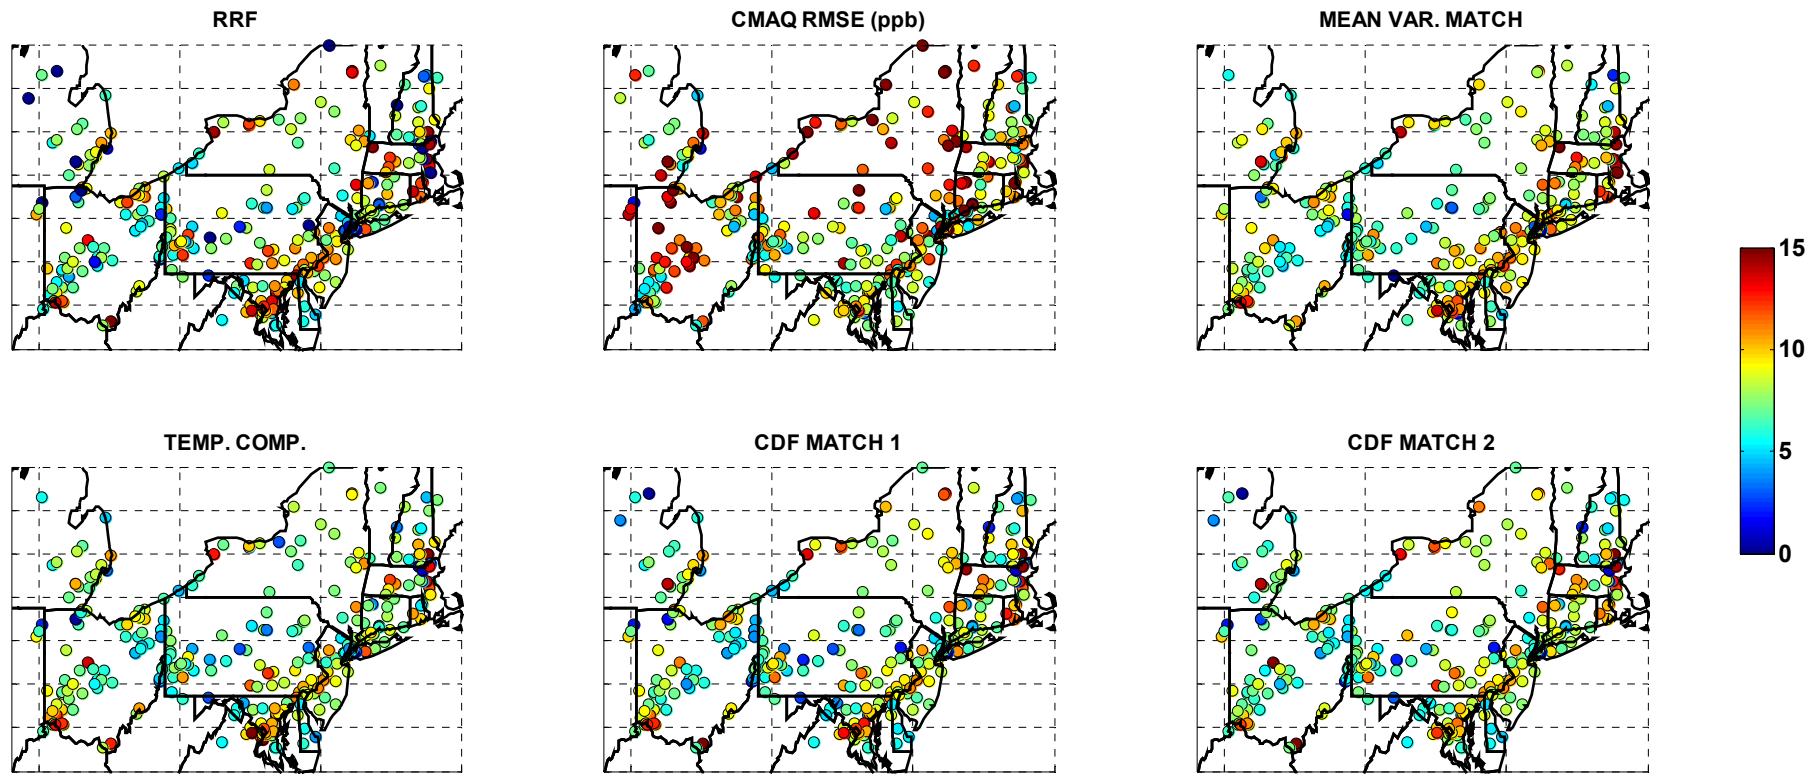 RRF
CMAQ RMSE (ppb)
MEAN VAR. MATCH
TEMP. COMP.
CDF MATCH 1
CDF MATCH 2
15
10
5
0